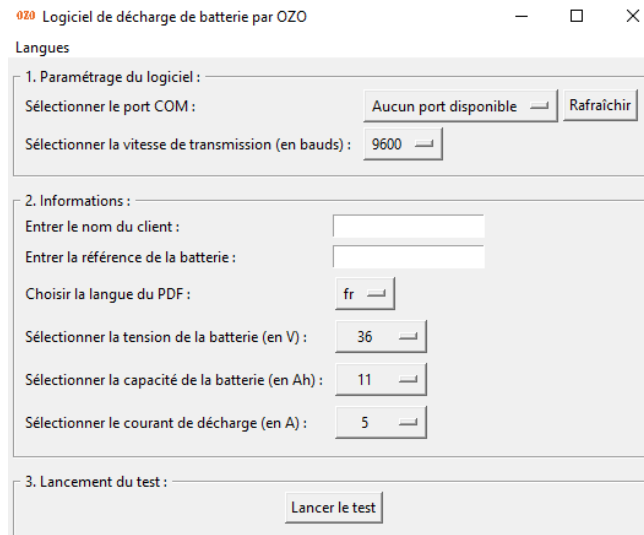 OZO Logiciel de décharge de batterie par OZO
Langues
1. Paramétrage du logiciel :
Sélectionner le port COM : Aucun port disponible Rafraîchir
Sélectionner la vitesse de transmission (en bauds) : 9600
2. Informations :
Entrer le nom du client :
Entrer la référence de la batterie :
Choisir la langue du PDF : fr
Sélectionner la tension de la batterie (en V) : 36
Sélectionner la capacité de la batterie (en Ah) : 11
Sélectionner le courant de décharge (en A) : 5
3. Lancement du test :
Lancer le test